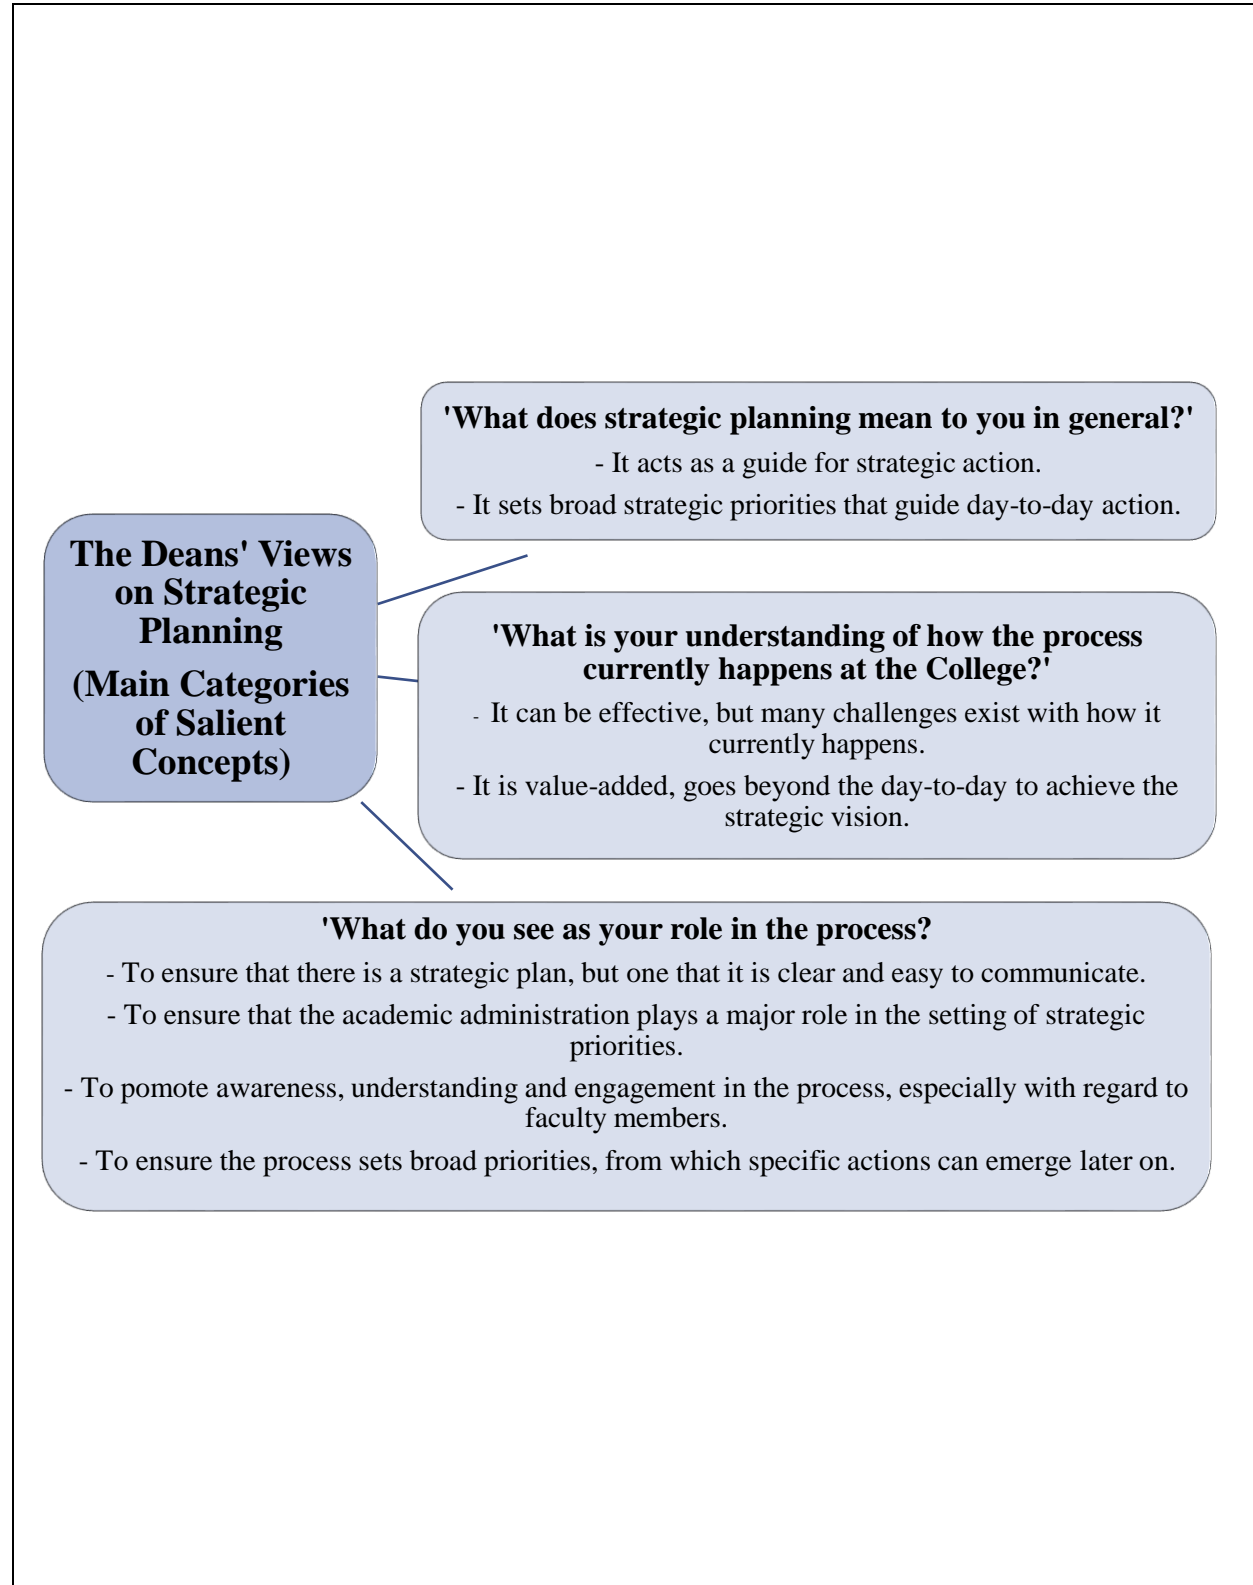 'What does strategic planning mean to you in general?'
- It acts as a guide for strategic action.
- It sets broad strategic priorities that guide day-to-day action.
The Deans' Views
on Strategic
Planning
(Main Categories
of Salient
Concepts)
'What is your understanding of how the process
currently happens at the College?'
- It can be effective, but many challenges exist with how it
currently happens.
- It is value-added, goes beyond the day-to-day to achieve the
strategic vision.
'What do you see as your role in the process?
- To ensure that there is a strategic plan, but one that it is clear and easy to communicate.
- To ensure that the academic administration plays a major role in the setting of strategic
priorities.
- To pomote awareness, understanding and engagement in the process, especially with regard to
faculty members.
- To ensure the process sets broad priorities, from which specific actions can emerge later on.